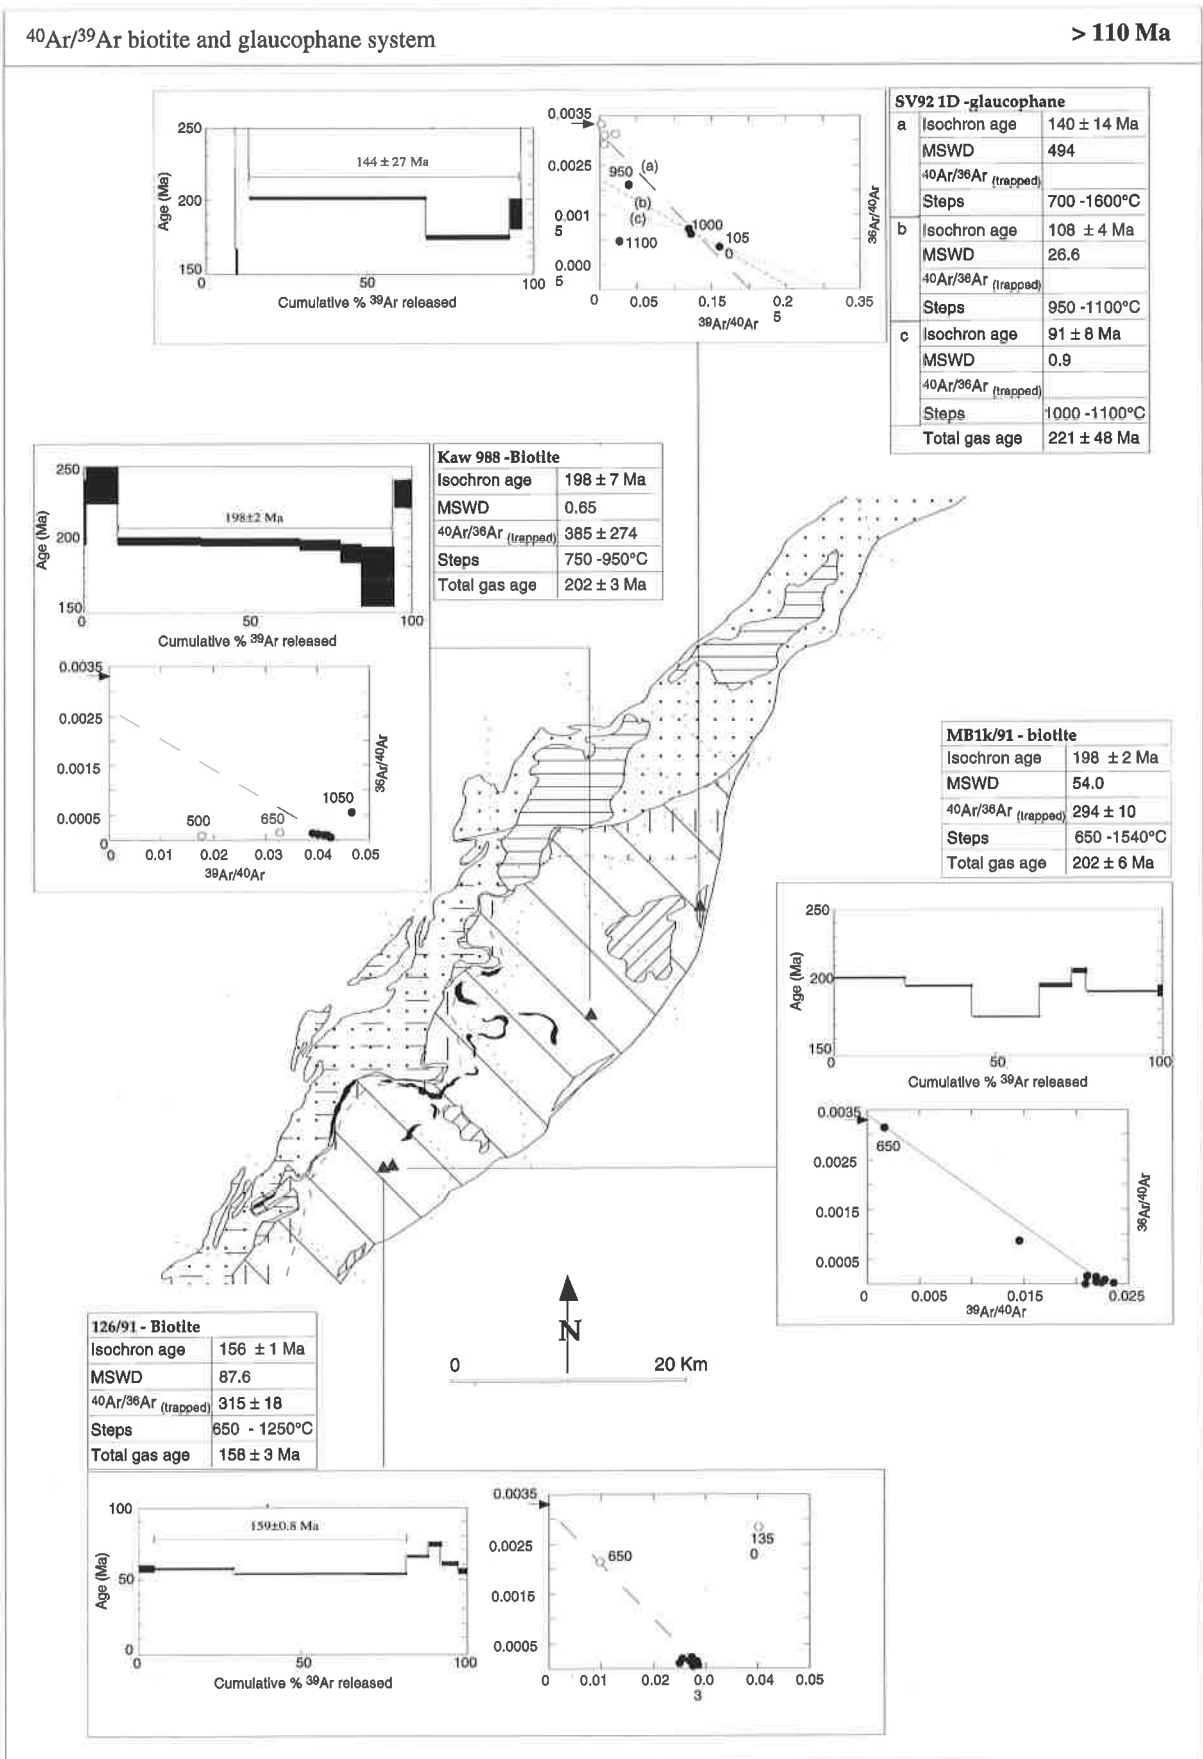 40Ar/39Ar biotite and glaucophane system
> 110 Ma
250
200
150
Age (Ma)
144 ± 27 Ma
0
50
100
Cumulative % 39Ar released
0.0035
0.0025
0.001
5
0.000
5
950
(a)
(b)
(c)
1000
1100
105
0
0
0.05
0.15
0.2
5
0.35
39Ar/40Ar
36Ar/40Ar
SV92 1D -glaucophane
a Isochron age 140 ± 14 Ma
MSWD 494
40Ar/36Ar (trapped)
Steps 700 -1600°C
b Isochron age 108 ± 4 Ma
MSWD 26.6
40Ar/36Ar (trapped)
Steps 950 -1100°C
c Isochron age 91 ± 8 Ma
MSWD 0.9
40Ar/36Ar (trapped)
Steps 1000 -1100°C
Total gas age 221 ± 48 Ma
250
200
150
Age (Ma)
198±2 Ma
0
50
100
Cumulative % 39Ar released
0.0035
0.0025
0.0015
0.0005
0
500
650
1050
0
0.01
0.02
0.03
0.04
0.05
39Ar/40Ar
36Ar/40Ar
Kaw 988 -Biotite
Isochron age 198 ± 7 Ma
MSWD 0.65
40Ar/36Ar (trapped) 385 ± 274
Steps 750 -950°C
Total gas age 202 ± 3 Ma
MB1k/91 - biotite
Isochron age 198 ± 2 Ma
MSWD 54.0
40Ar/36Ar (trapped) 294 ± 10
Steps 650 -1540°C
Total gas age 202 ± 6 Ma
250
200
150
Age (Ma)
0
50
100
Cumulative % 39Ar released
0.0035
0.0025
0.0015
0.0005
650
0
0.005
0.015
0.025
39Ar/40Ar
36Ar/40Ar
N
0
20 Km
126/91 - Biotite
Isochron age 156 ± 1 Ma
MSWD 87.6
40Ar/36Ar (trapped) 315 ± 18
Steps 650 - 1250°C
Total gas age 158 ± 3 Ma
100
50
0
Age (Ma)
159±0.8 Ma
0
50
100
Cumulative % 39Ar released
0.0035
0.0025
0.0015
0.0005
650
135
0
0
0.01
0.02
0.0
3
0.04
0.05